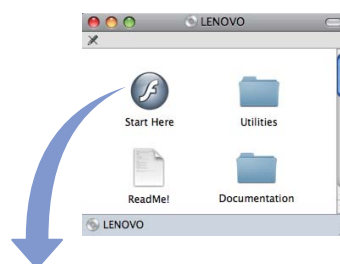 LENOVO
Start Here
Utilities
ReadMe!
Documentation
LENOVO